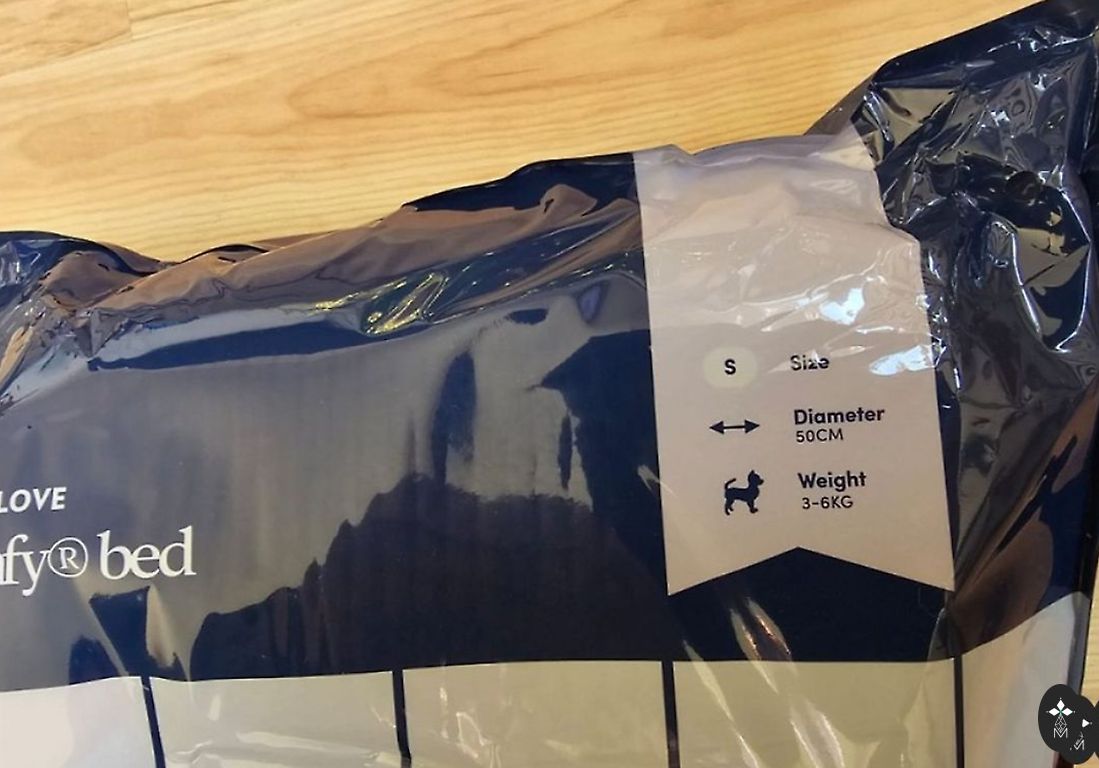 LOVE
fy® bed
S Size
Diameter
50CM
Weight
3-6KG